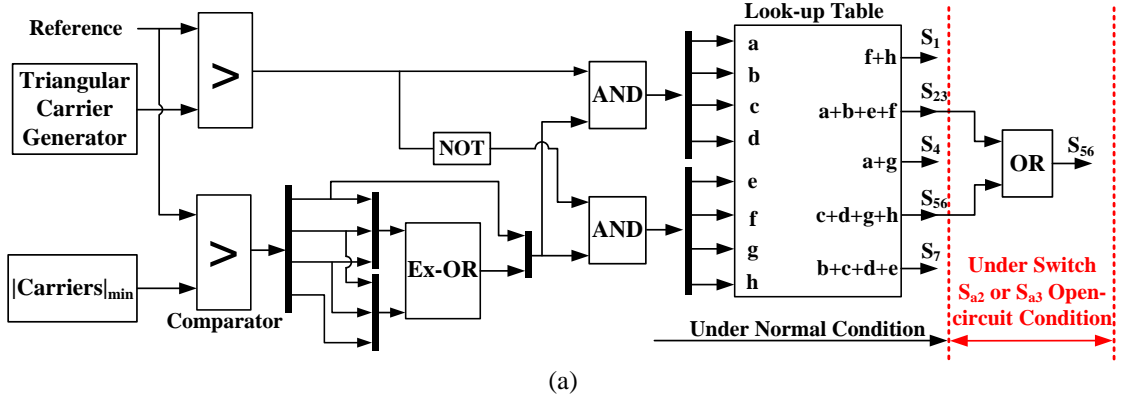 Reference
Triangular
Carrier
Generator
>
|Carriers|min
>
Comparator
NOT
Ex-OR
AND
AND
Look-up Table
a
b
c
d
e
f
g
h
f+h
a+b+e+f
a+g
c+d+g+h
b+c+d+e
S1
S23
S4
S56
S7
OR
S56
Under Normal Condition
Under Switch
Sa2 or Sa3 Open-
circuit Condition
(a)